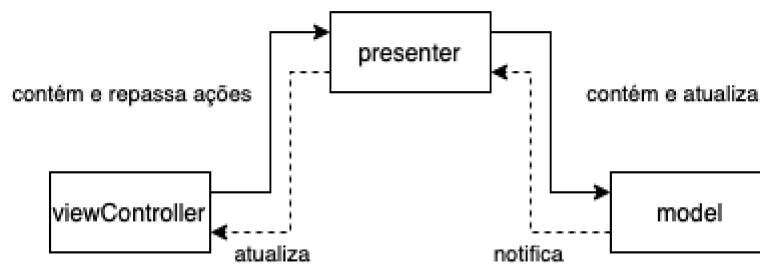 presenter
contém e repassa ações
contém e atualiza
viewController
model
atualiza
notifica